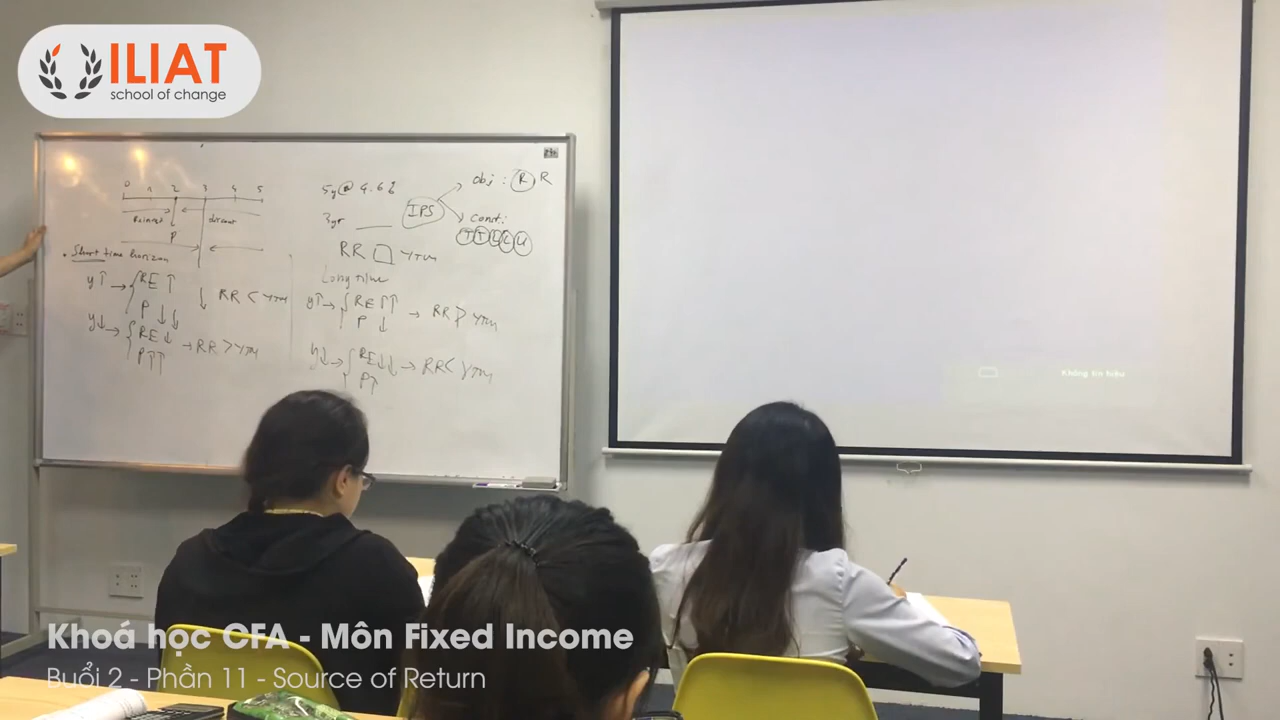 ILIAT
school of change
0 1 2 3 4 5
Reinvest
discount
P
5y@ 4.6%
3yr
IPS
obj: R, R
const:
T T L L U
RR YTM
• Short time horizon
y↑ → { RE ↑
P ↓↓
RR < YTM
y↓ → { RE ↓
P↑↑
→ RR > YTM
Long time
y↑ → { RE ↑↑
P ↓
→ RR > YTM
y↓ → { RE ↓↓
P↑
→ RR < YTM
Không tín hiệu
Khoá học CFA - Môn Fixed Income
Buổi 2 - Phần 11 - Source of Return